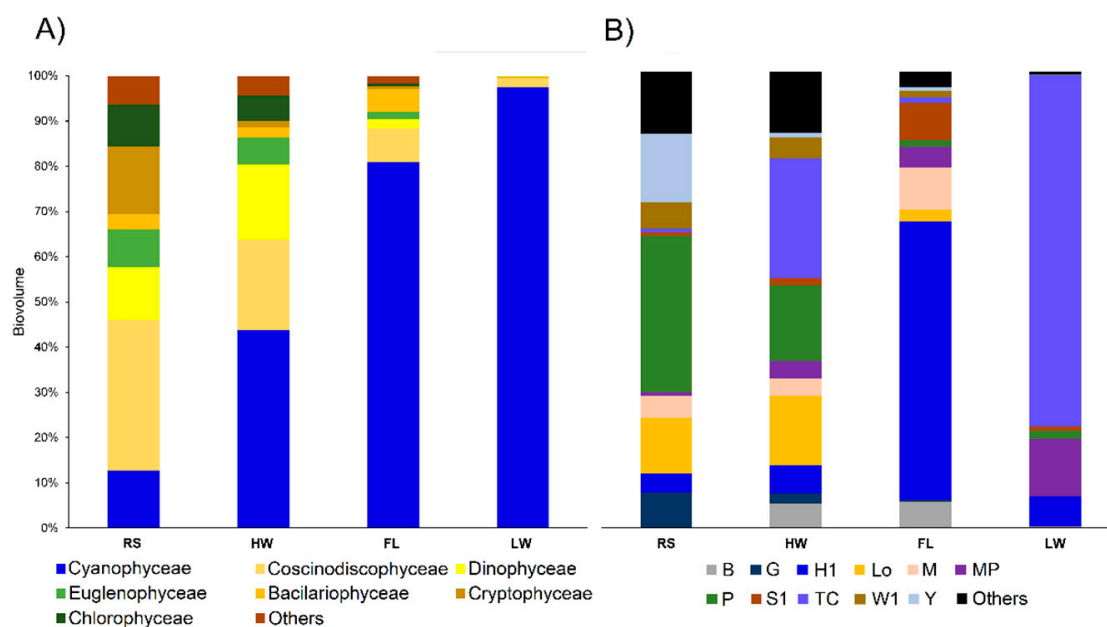 A)
B)
100%
90%
80%
70%
60%
50%
40%
30%
20%
10%
0%
Biovolume
RS HW FL LW
RS HW FL LW
Cyanophyceae Coscinodiscophyceae Dinophyceae
Euglenophyceae Bacilariophyceae Cryptophyceae
Chlorophyceae Others
B G H1 Lo M MP
P S1 TC W1 Y Others